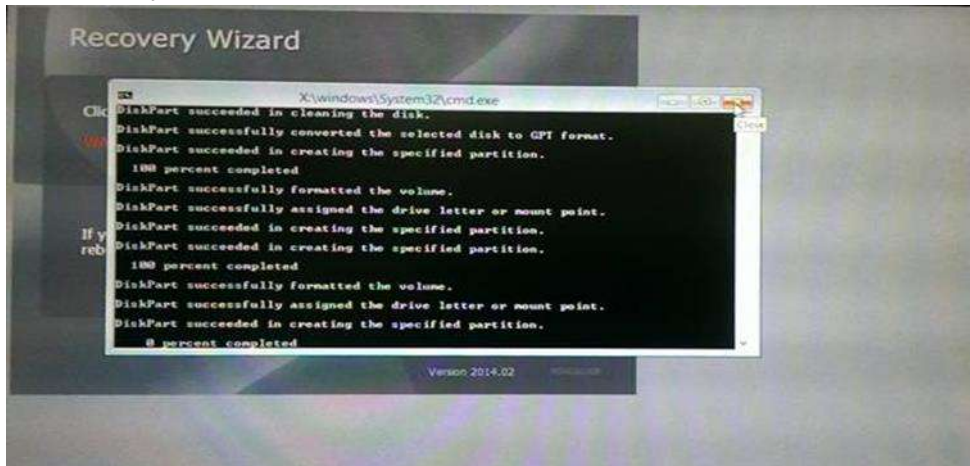 Recovery Wizard
X:\windows\System32\cmd.exe
Clic
DiskPart succeeded in cleaning the disk.
Close
DiskPart successfully converted the selected disk to GPT format.
DiskPart succeeded in creating the specified partition.
100 percent completed
DiskPart successfully formatted the volume.
DiskPart successfully assigned the drive letter or mount point.
DiskPart succeeded in creating the specified partition.
If y
DiskPart succeeded in creating the specified partition.
reb
100 percent completed
DiskPart successfully formatted the volume.
DiskPart successfully assigned the drive letter or mount point.
DiskPart succeeded in creating the specified partition.
0 percent completed
Version 2014.02